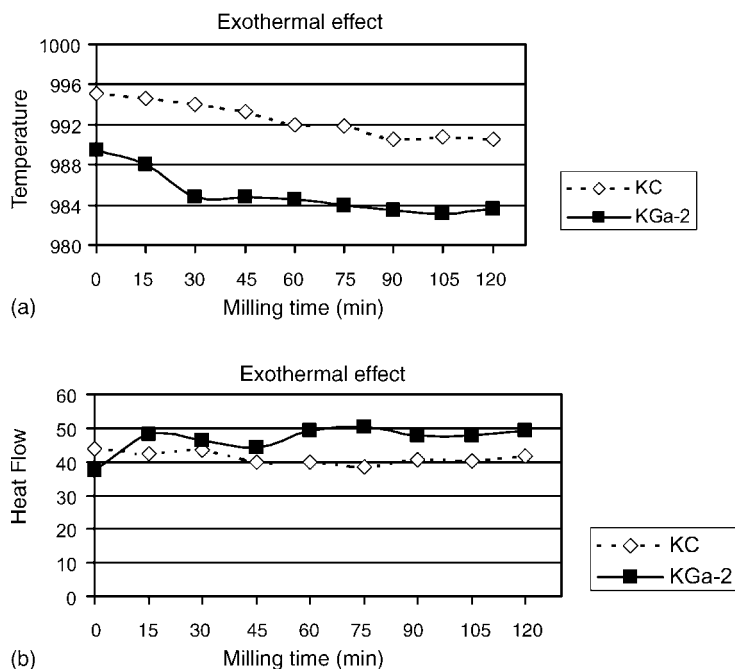 Exothermal effect
1000
996
992
988
984
980
Temperature
0 15 30 45 60 75 90 105 120
Milling time (min)
KC
KGa-2
(a)
Exothermal effect
60
50
40
30
20
10
0
Heat Flow
0 15 30 45 60 75 90 105 120
Milling time (min)
KC
KGa-2
(b)